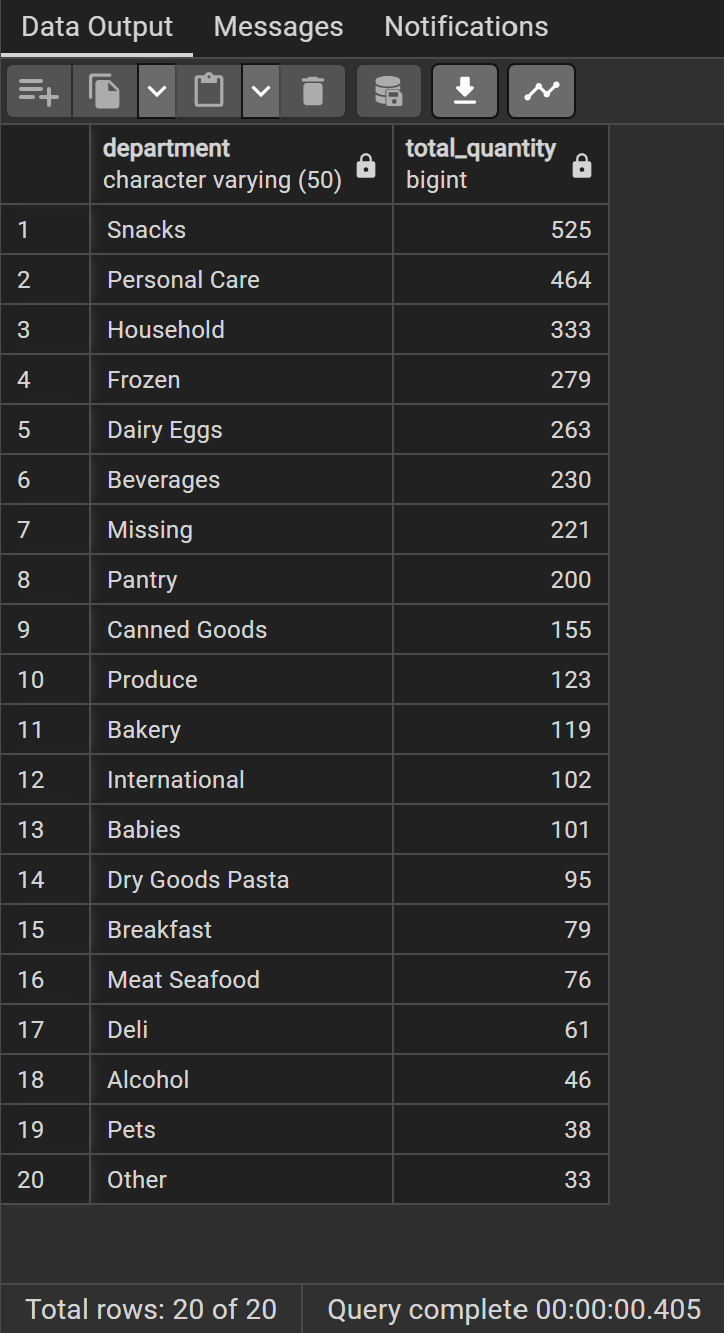 Data Output Messages Notifications
department total_quantity
character varying (50) bigint
1 Snacks 525
2 Personal Care 464
3 Household 333
4 Frozen 279
5 Dairy Eggs 263
6 Beverages 230
7 Missing 221
8 Pantry 200
9 Canned Goods 155
10 Produce 123
11 Bakery 119
12 International 102
13 Babies 101
14 Dry Goods Pasta 95
15 Breakfast 79
16 Meat Seafood 76
17 Deli 61
18 Alcohol 46
19 Pets 38
20 Other 33
Total rows: 20 of 20 Query complete 00:00:00.405